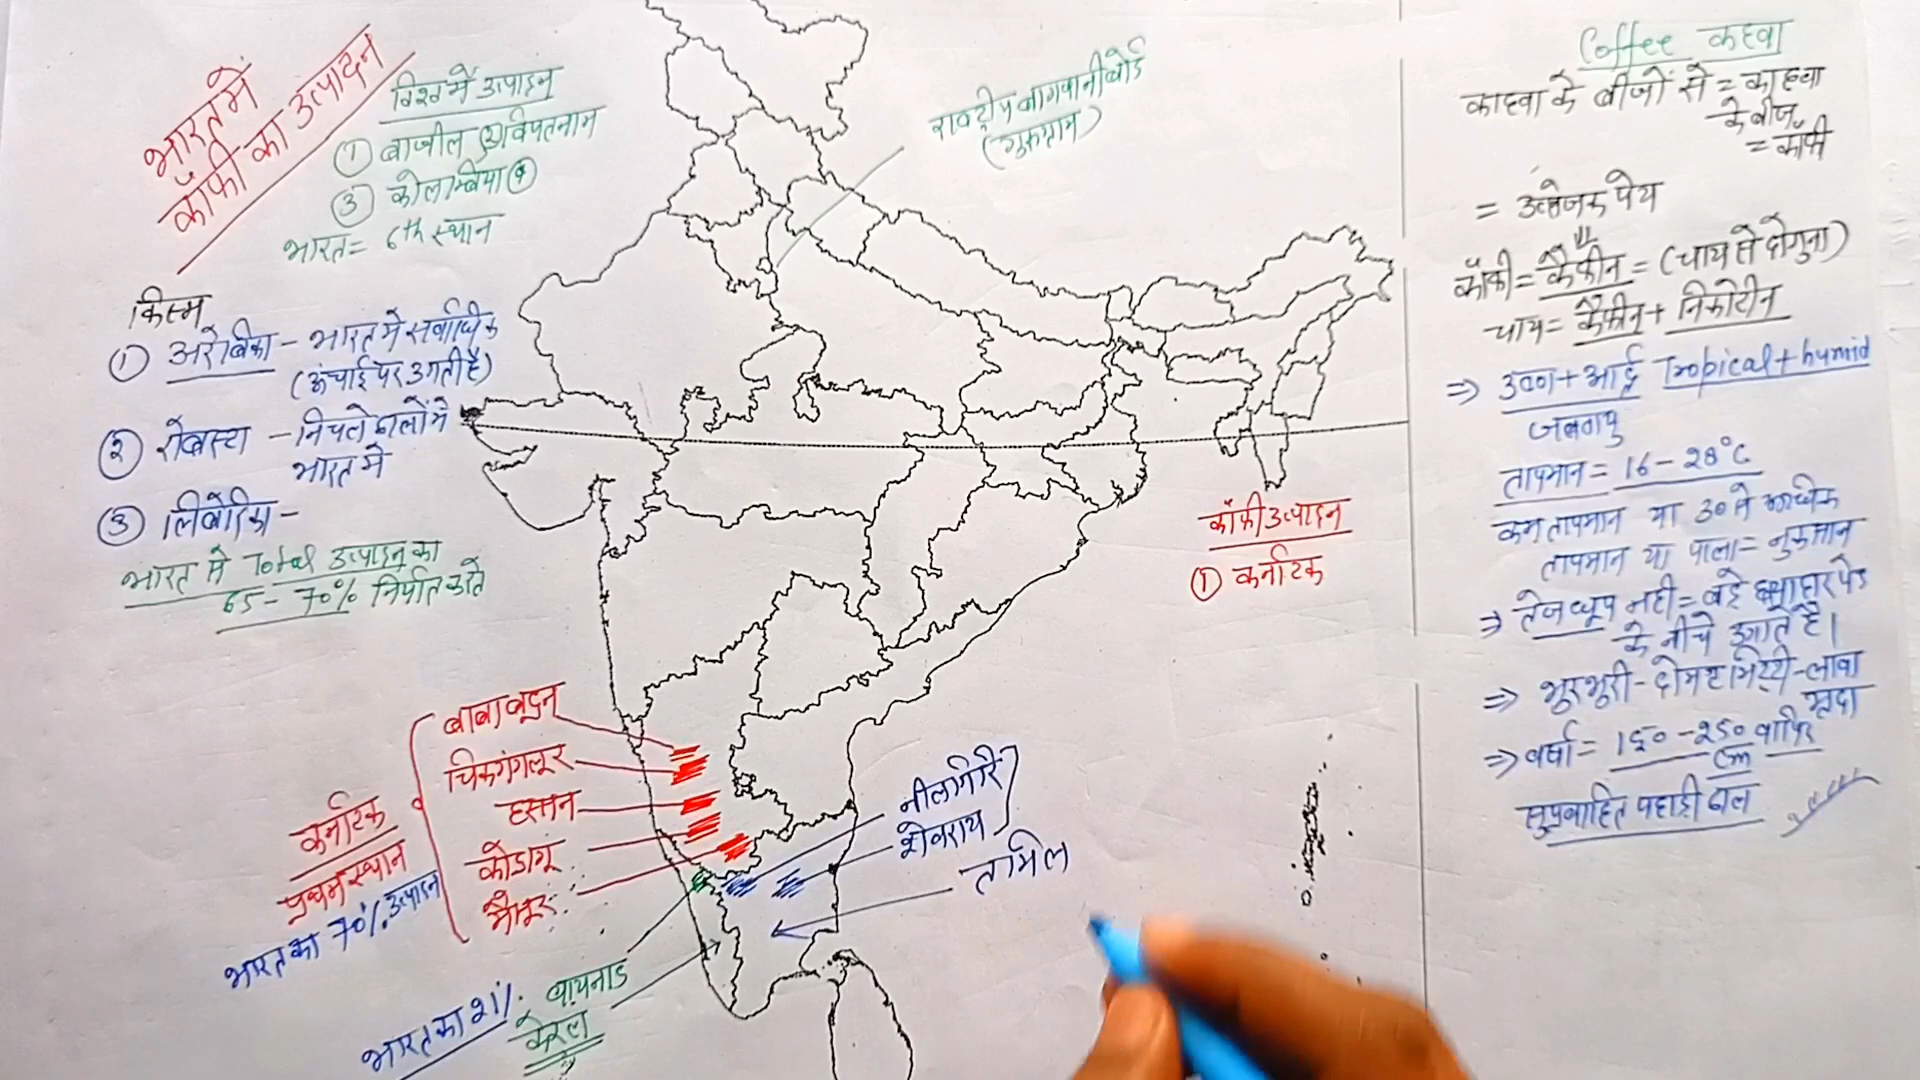 भारत में
कॉफी का उत्पादन
विश्व में उत्पादन
① ब्राजील ② वियतनाम
③ कोलम्बिया ④
भारत = 6th स्थान
किस्म
① अरेबिका - भारत में सर्वाधिक
(ऊंचाई पर उगती है)
② रोबस्टा - निचले ढालों में
भारत में
③ लिबेरिका -
भारत में Total उत्पादन का
65 - 70% निर्यात करते
राष्ट्रीय बागवानी बोर्ड
(गुरुग्राम)
कॉफी उत्पादन
① कर्नाटक
बाबाबूदन
चिकमंगलूर
हसन
कोडागू
मैसूर
कर्नाटक
प्रथम स्थान
भारत का 70% उत्पादन
नीलगिरि
शेवराय
तमिल
वायनाड
केरल
भारत का 21%
Coffee कहवा
काहवा के बीजों से = काहवा
के बीज
= कॉफी
= उत्तेजक पेय
कॉफी = कैफीन = (चाय से दोगुना)
चाय = कैफीन + निकोटीन
⇒ उष्ण + आर्द्र Tropical + humid
जलवायु
तापमान = 16 - 28°C
कम तापमान या 30 से अधिक
तापमान या पाला = नुकसान
⇒ तेज धूप नहीं = बड़े छायादार पेड
के नीचे उगाते है।
⇒ भुरभुरी - दोमट मिट्टी - लावा
मृदा
⇒ वर्षा = 150 - 250 वार्षिक
cm
सुप्रवाहित पहाडी ढाल